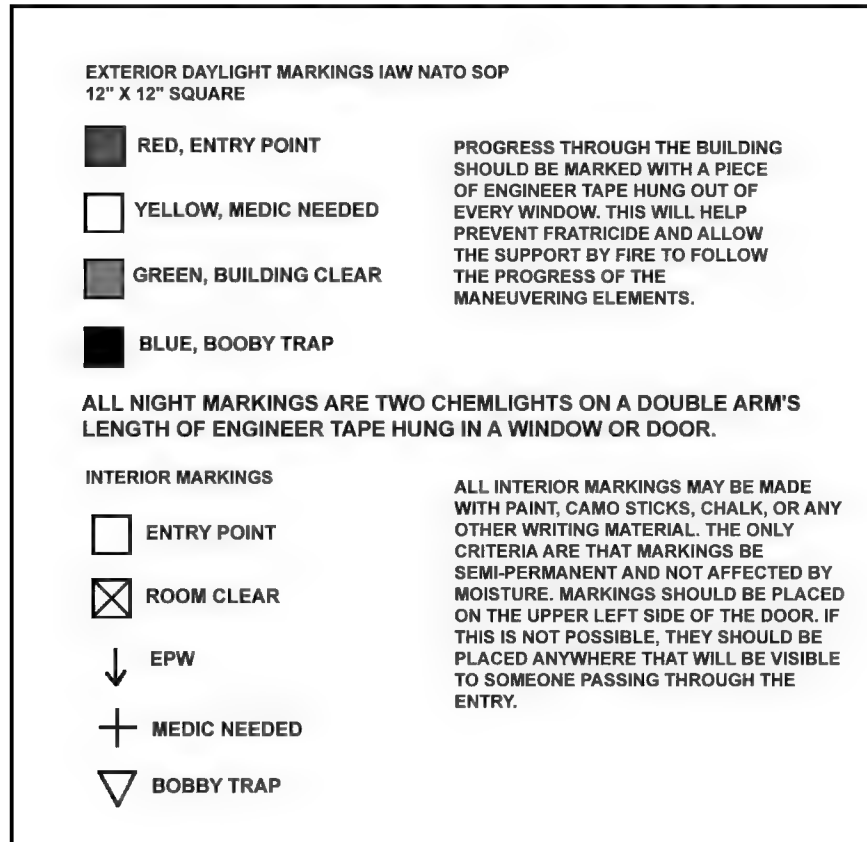 EXTERIOR DAYLIGHT MARKINGS IAW NATO SOP
12" X 12" SQUARE
RED, ENTRY POINT
YELLOW, MEDIC NEEDED
GREEN, BUILDING CLEAR
BLUE, BOOBY TRAP
PROGRESS THROUGH THE BUILDING
SHOULD BE MARKED WITH A PIECE
OF ENGINEER TAPE HUNG OUT OF
EVERY WINDOW. THIS WILL HELP
PREVENT FRATRICIDE AND ALLOW
THE SUPPORT BY FIRE TO FOLLOW
THE PROGRESS OF THE
MANEUVERING ELEMENTS.
ALL NIGHT MARKINGS ARE TWO CHEMLIGHTS ON A DOUBLE ARM'S
LENGTH OF ENGINEER TAPE HUNG IN A WINDOW OR DOOR.
INTERIOR MARKINGS
ENTRY POINT
ROOM CLEAR
EPW
MEDIC NEEDED
BOBBY TRAP
ALL INTERIOR MARKINGS MAY BE MADE
WITH PAINT, CAMO STICKS, CHALK, OR ANY
OTHER WRITING MATERIAL. THE ONLY
CRITERIA ARE THAT MARKINGS BE
SEMI-PERMANENT AND NOT AFFECTED BY
MOISTURE. MARKINGS SHOULD BE PLACED
ON THE UPPER LEFT SIDE OF THE DOOR. IF
THIS IS NOT POSSIBLE, THEY SHOULD BE
PLACED ANYWHERE THAT WILL BE VISIBLE
TO SOMEONE PASSING THROUGH THE
ENTRY.